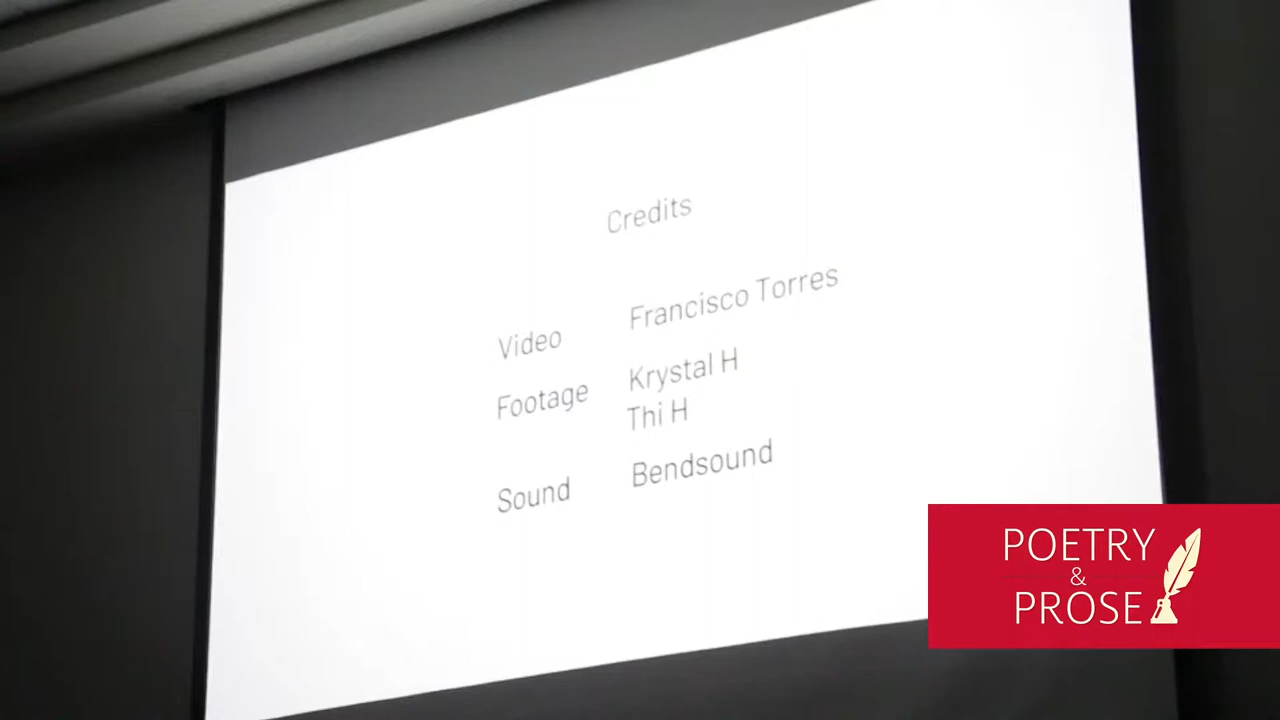 Credits
Video Francisco Torres
Footage Krystal H
Thi H
Sound Bendsound
POETRY
&
PROSE